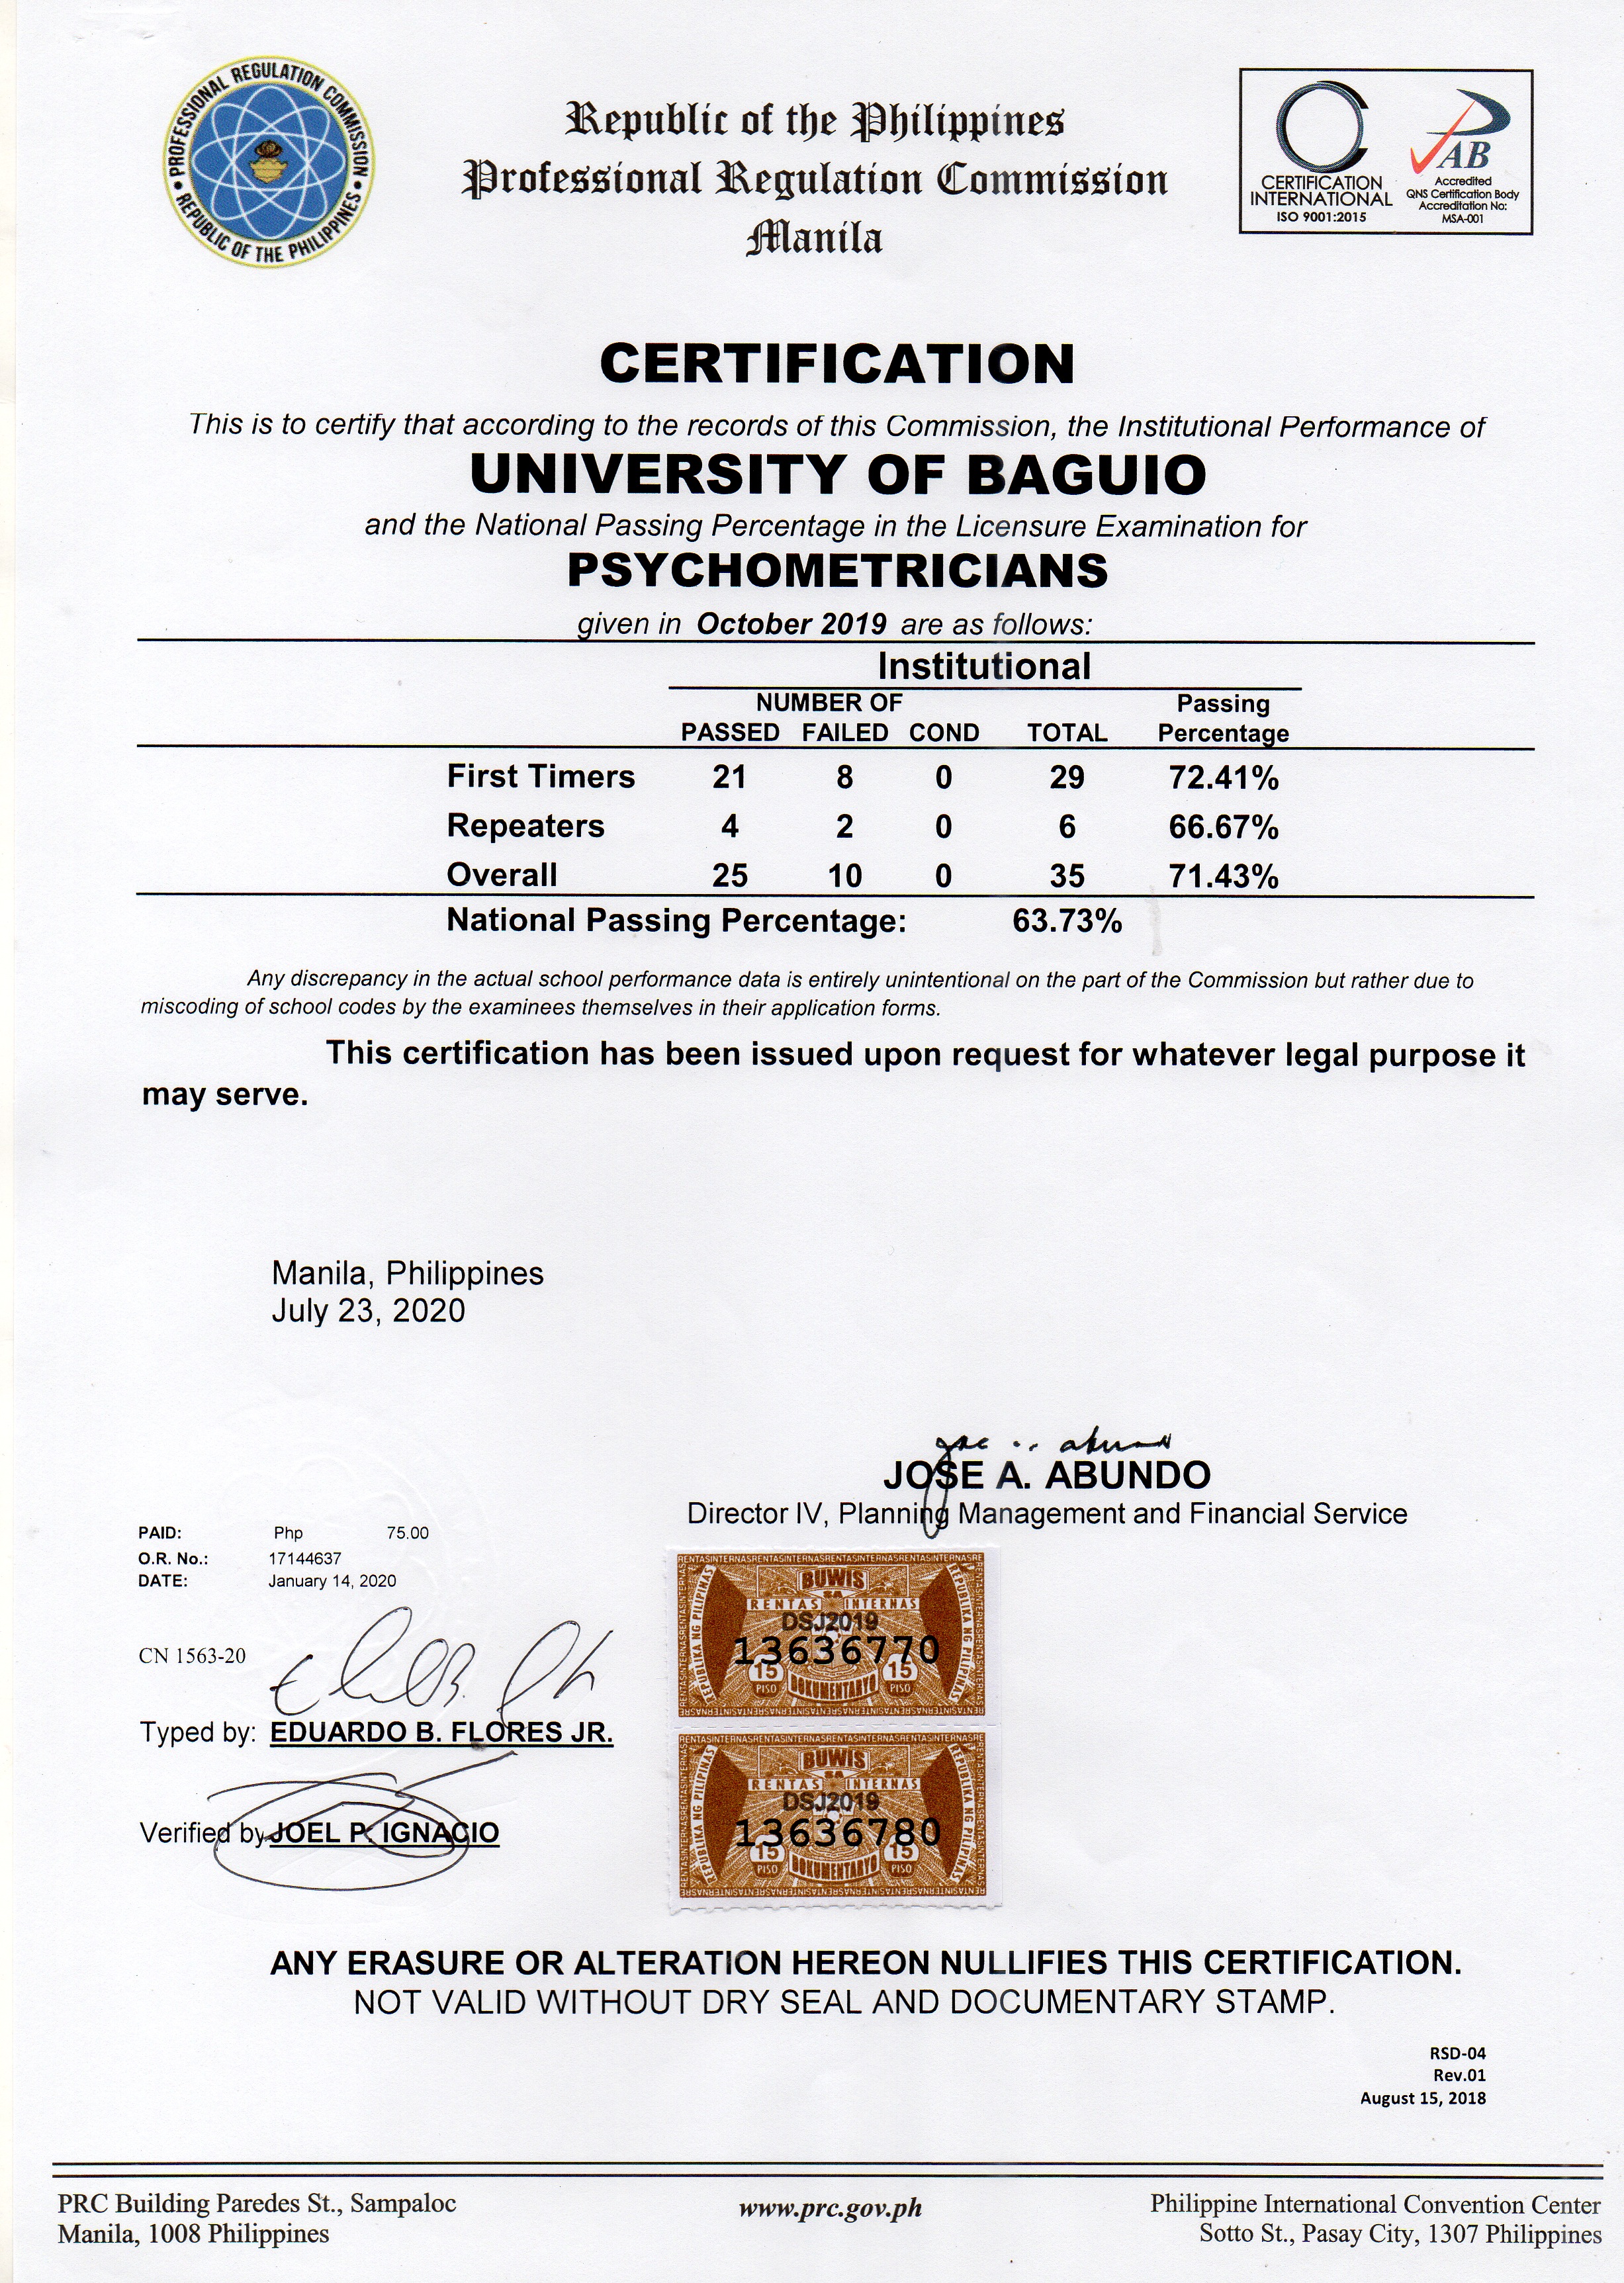 PROFESSIONAL REGULATION COMMISSION
REPUBLIC OF THE PHILIPPINES
Republic of the Philippines
Professional Regulation Commission
Manila
CERTIFICATION
INTERNATIONAL
ISO 9001:2015
PAB
Accredited
QNS Certification Body
Accreditation No:
MSA-001
CERTIFICATION
This is to certify that according to the records of this Commission, the Institutional Performance of
UNIVERSITY OF BAGUIO
and the National Passing Percentage in the Licensure Examination for
PSYCHOMETRICIANS
given in October 2019 are as follows:
Institutional
NUMBER OF Passing
PASSED FAILED COND TOTAL Percentage
First Timers 21 8 0 29 72.41%
Repeaters 4 2 0 6 66.67%
Overall 25 10 0 35 71.43%
National Passing Percentage: 63.73%
Any discrepancy in the actual school performance data is entirely unintentional on the part of the Commission but rather due to
miscoding of school codes by the examinees themselves in their application forms.
This certification has been issued upon request for whatever legal purpose it
may serve.
Manila, Philippines
July 23, 2020
JOSE A. ABUNDO
Director IV, Planning Management and Financial Service
PAID: Php 75.00
O.R. No.: 17144637
DATE: January 14, 2020
CN 1563-20
Typed by: EDUARDO B. FLORES JR.
Verified by JOEL P. IGNACIO
REPUBLIKA NG PILIPINAS
BUWIS
SA
RENTAS INTERNAS
DSJ2019
13636770
15 15
PISO DOKUMENTARYO PISO
REPUBLIKA NG PILIPINAS
REPUBLIKA NG PILIPINAS
BUWIS
SA
RENTAS INTERNAS
DSJ2019
13636780
15 15
PISO DOKUMENTARYO PISO
REPUBLIKA NG PILIPINAS
ANY ERASURE OR ALTERATION HEREON NULLIFIES THIS CERTIFICATION.
NOT VALID WITHOUT DRY SEAL AND DOCUMENTARY STAMP.
RSD-04
Rev.01
August 15, 2018
PRC Building Paredes St., Sampaloc
Manila, 1008 Philippines
www.prc.gov.ph
Philippine International Convention Center
Sotto St., Pasay City, 1307 Philippines